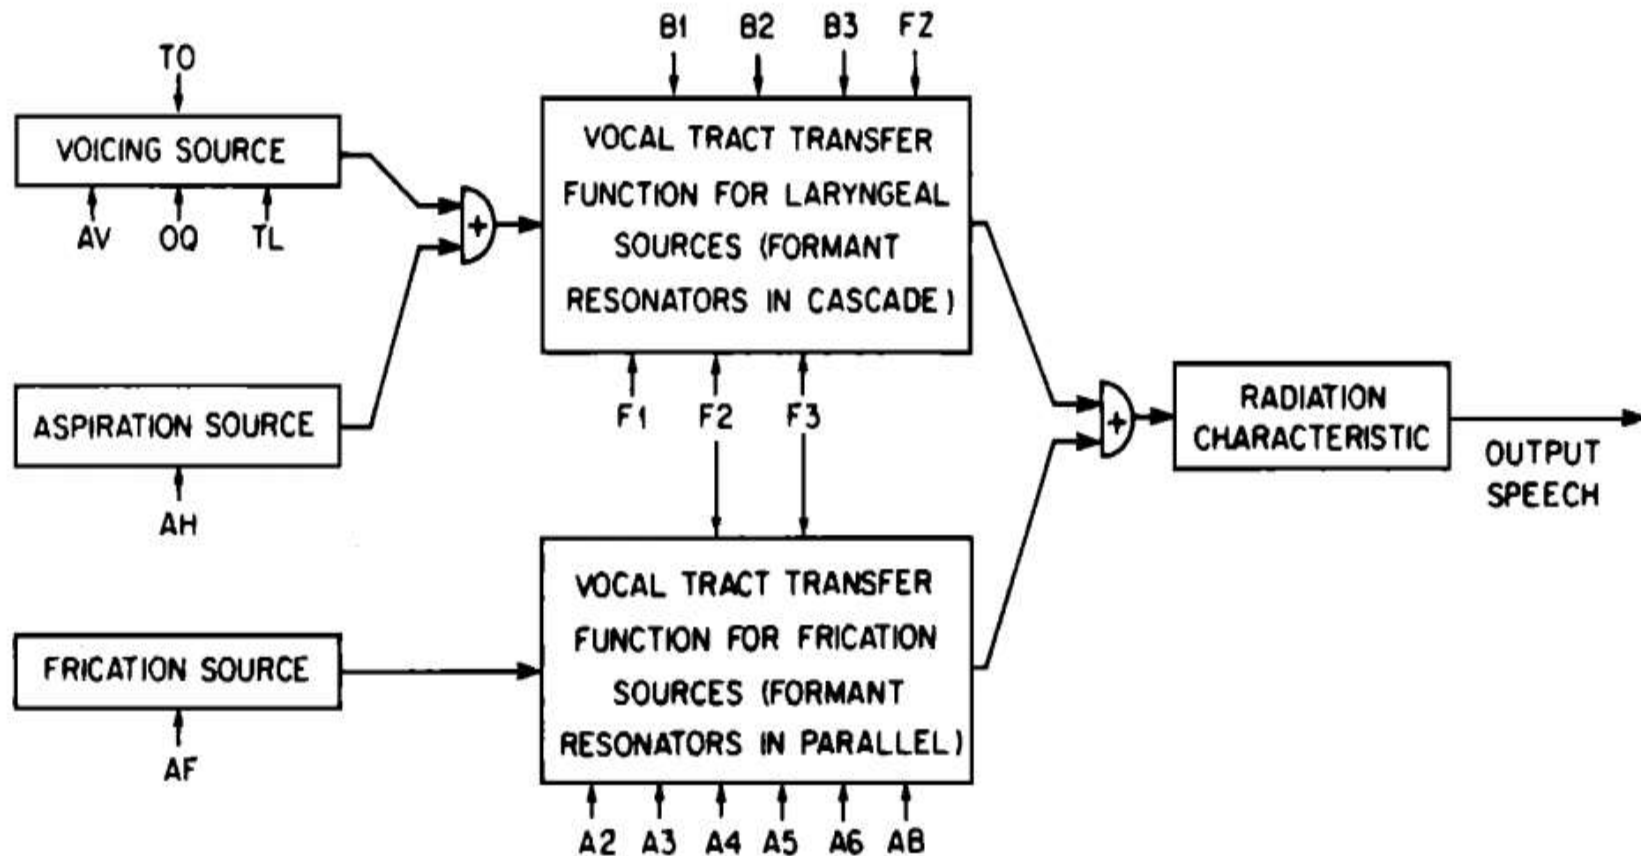 B1 B2 B3 FZ
TO
VOICING SOURCE
AV OQ TL
VOCAL TRACT TRANSFER
FUNCTION FOR LARYNGEAL
SOURCES (FORMANT
RESONATORS IN CASCADE)
+
ASPIRATION SOURCE
AH
F1 F2 F3
+
RADIATION
CHARACTERISTIC
OUTPUT
SPEECH
FRICATION SOURCE
AF
VOCAL TRACT TRANSFER
FUNCTION FOR FRICATION
SOURCES (FORMANT
RESONATORS IN PARALLEL)
A2 A3 A4 A5 A6 AB